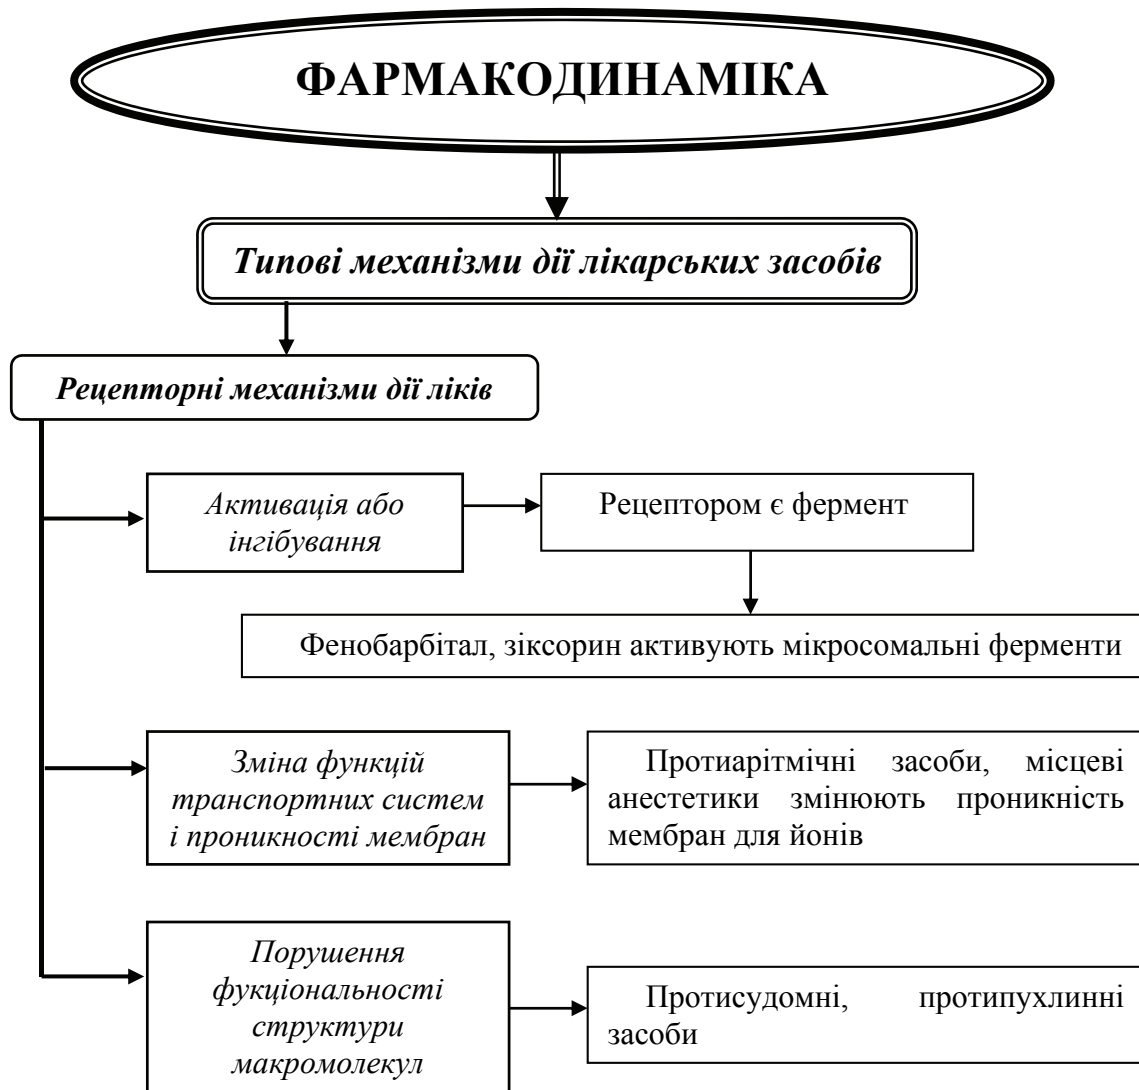 ФАРМАКОДИНАМІКА
Типові механізми дії лікарських засобів
Рецепторні механізми дії ліків
Активація або
інгібування
Рецептором є фермент
Фенобарбітал, зіксорин активують мікросомальні ферменти
Зміна функцій
транспортних систем
і проникності мембран
Протиарітмічні засоби, місцеві
анестетики змінюють проникність
мембран для йонів
Порушення
фукціональності
структури
макромолекул
Протисудомні, протипухлинні
засоби